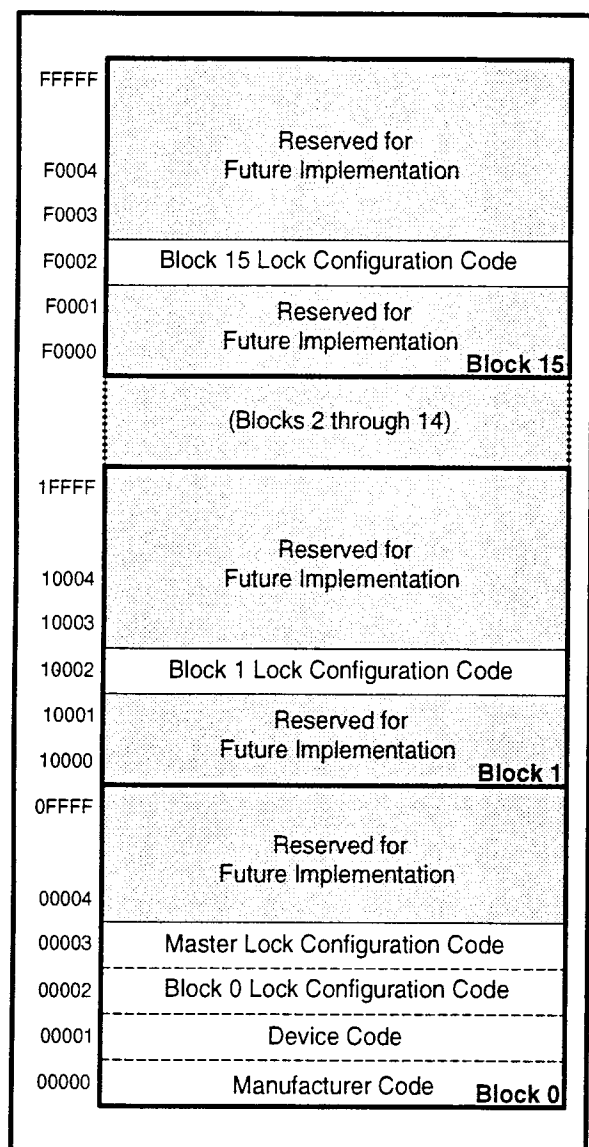 FFFFF
Reserved for
F0004 Future Implementation
F0003
F0002 Block 15 Lock Configuration Code
F0001 Reserved for
F0000 Future Implementation
Block 15
(Blocks 2 through 14)
1FFFF
Reserved for
10004 Future Implementation
10003
10002 Block 1 Lock Configuration Code
10001 Reserved for
10000 Future Implementation
Block 1
0FFFF
Reserved for
Future Implementation
00004
00003 Master Lock Configuration Code
00002 Block 0 Lock Configuration Code
00001 Device Code
00000 Manufacturer Code Block 0